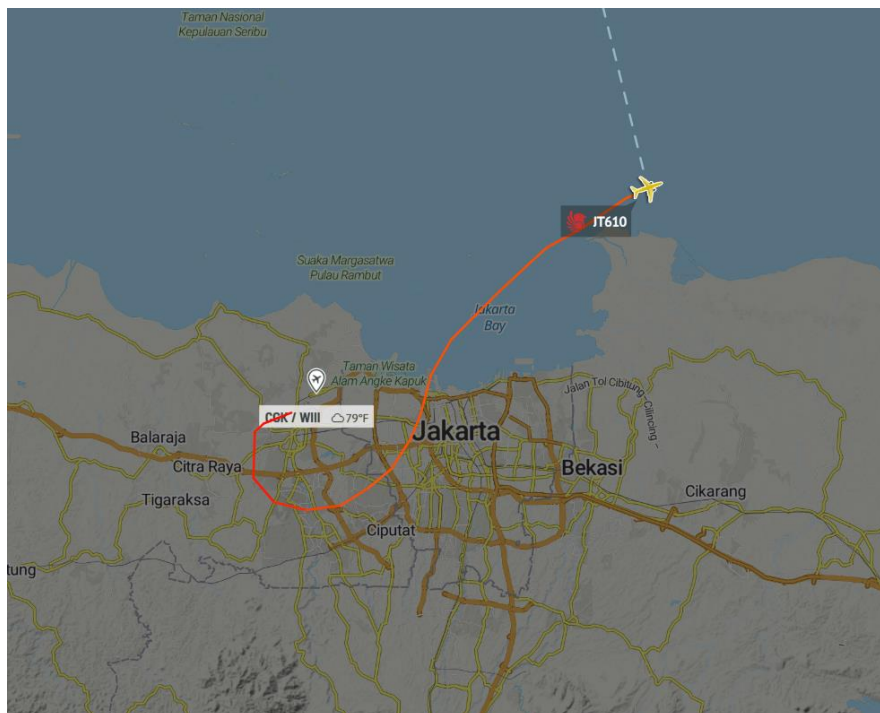 Taman Nasional
Kepulauan Seribu
JT610
Suaka Margasatwa
Pulau Rambut
Jakarta
Bay
Taman Wisata
Alam Angke Kapuk
Jalan Tol Cibitung-Cilincing –
CGK / WIII 79°F
Balaraja
Jakarta
Citra Raya
Bekasi
Tigaraksa
Cikarang
Ciputat
tung